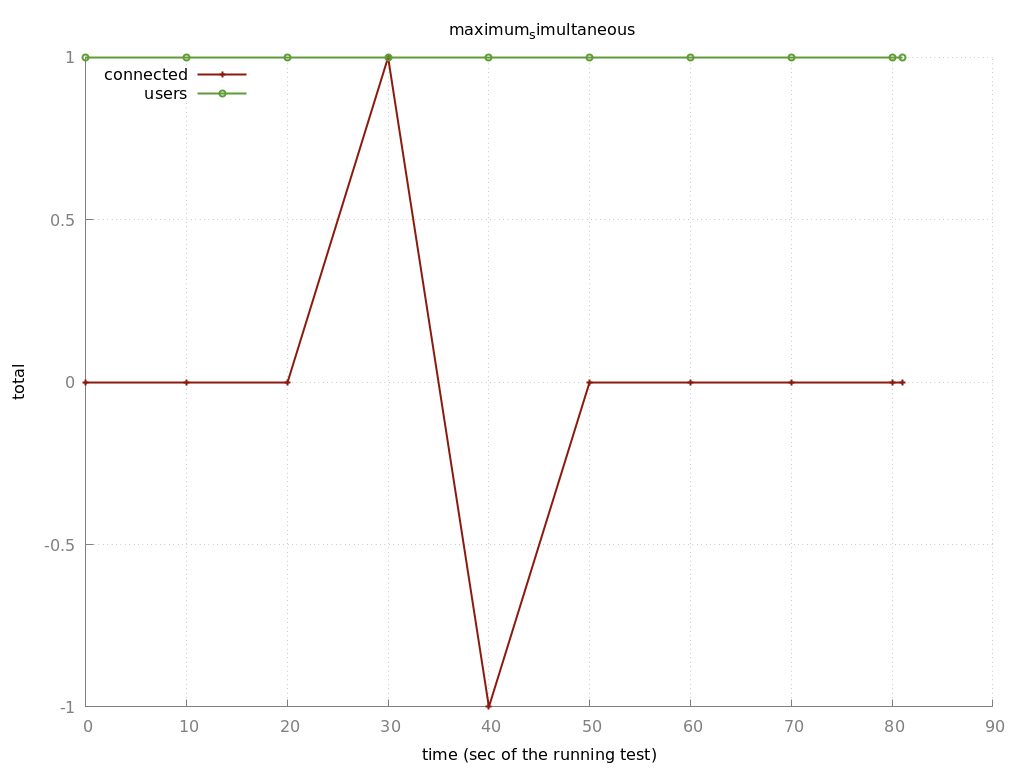 maximum_simultaneous
connected
users
1
0.5
0
-0.5
-1
total
0 10 20 30 40 50 60 70 80 90
time (sec of the running test)